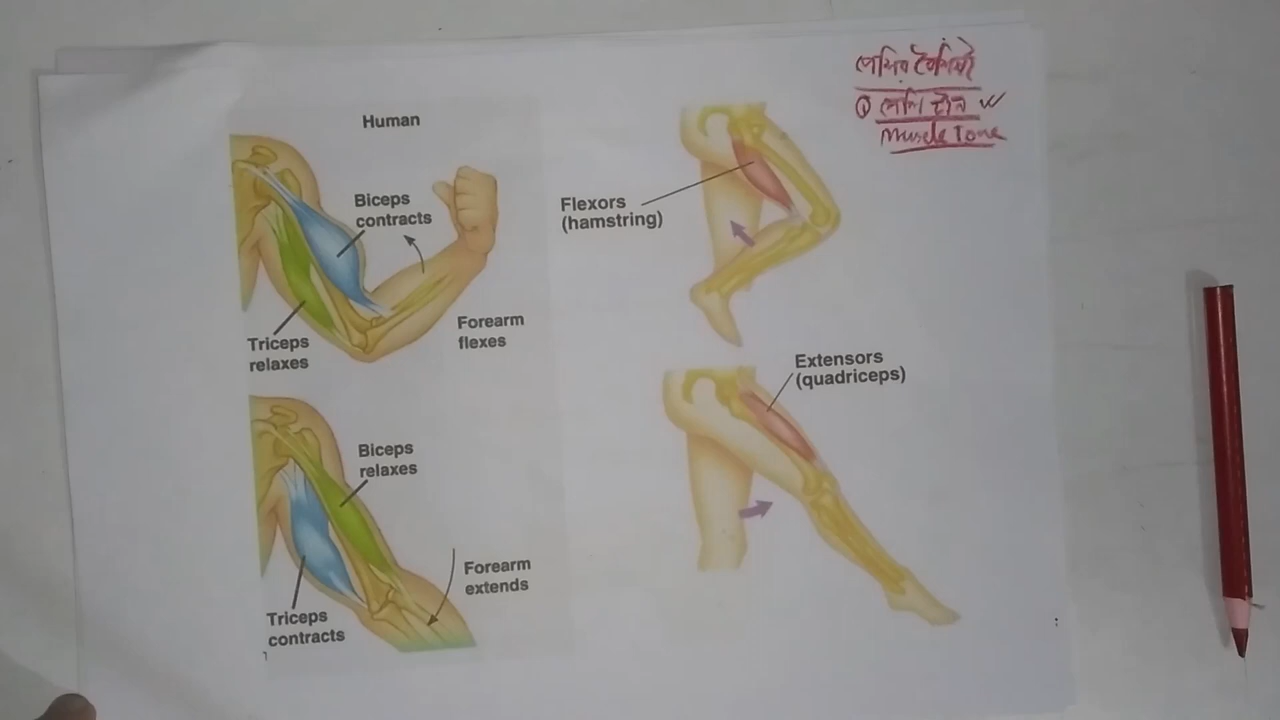 Human
Biceps
contracts
Triceps
relaxes
Forearm
flexes
Biceps
relaxes
Triceps
contracts
Forearm
extends
Flexors
(hamstring)
Extensors
(quadriceps)
পেশির বৈশিষ্ট্য
① পেশি টোন
Muscle Tone